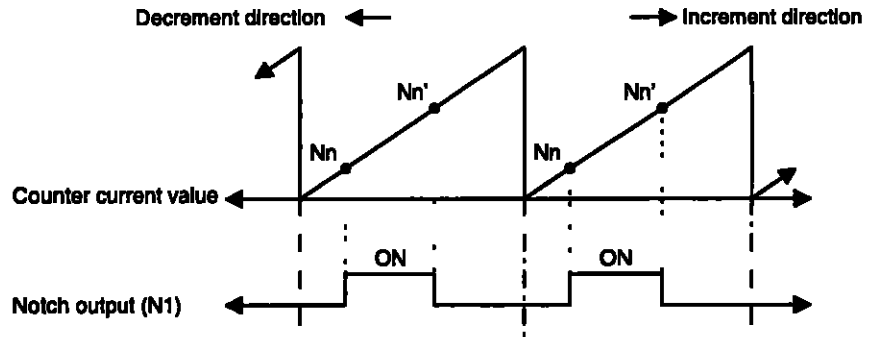 Decrement direction
Increment direction
Nn'
Nn'
Nn
Nn
Counter current value
ON
ON
Notch output (N1)